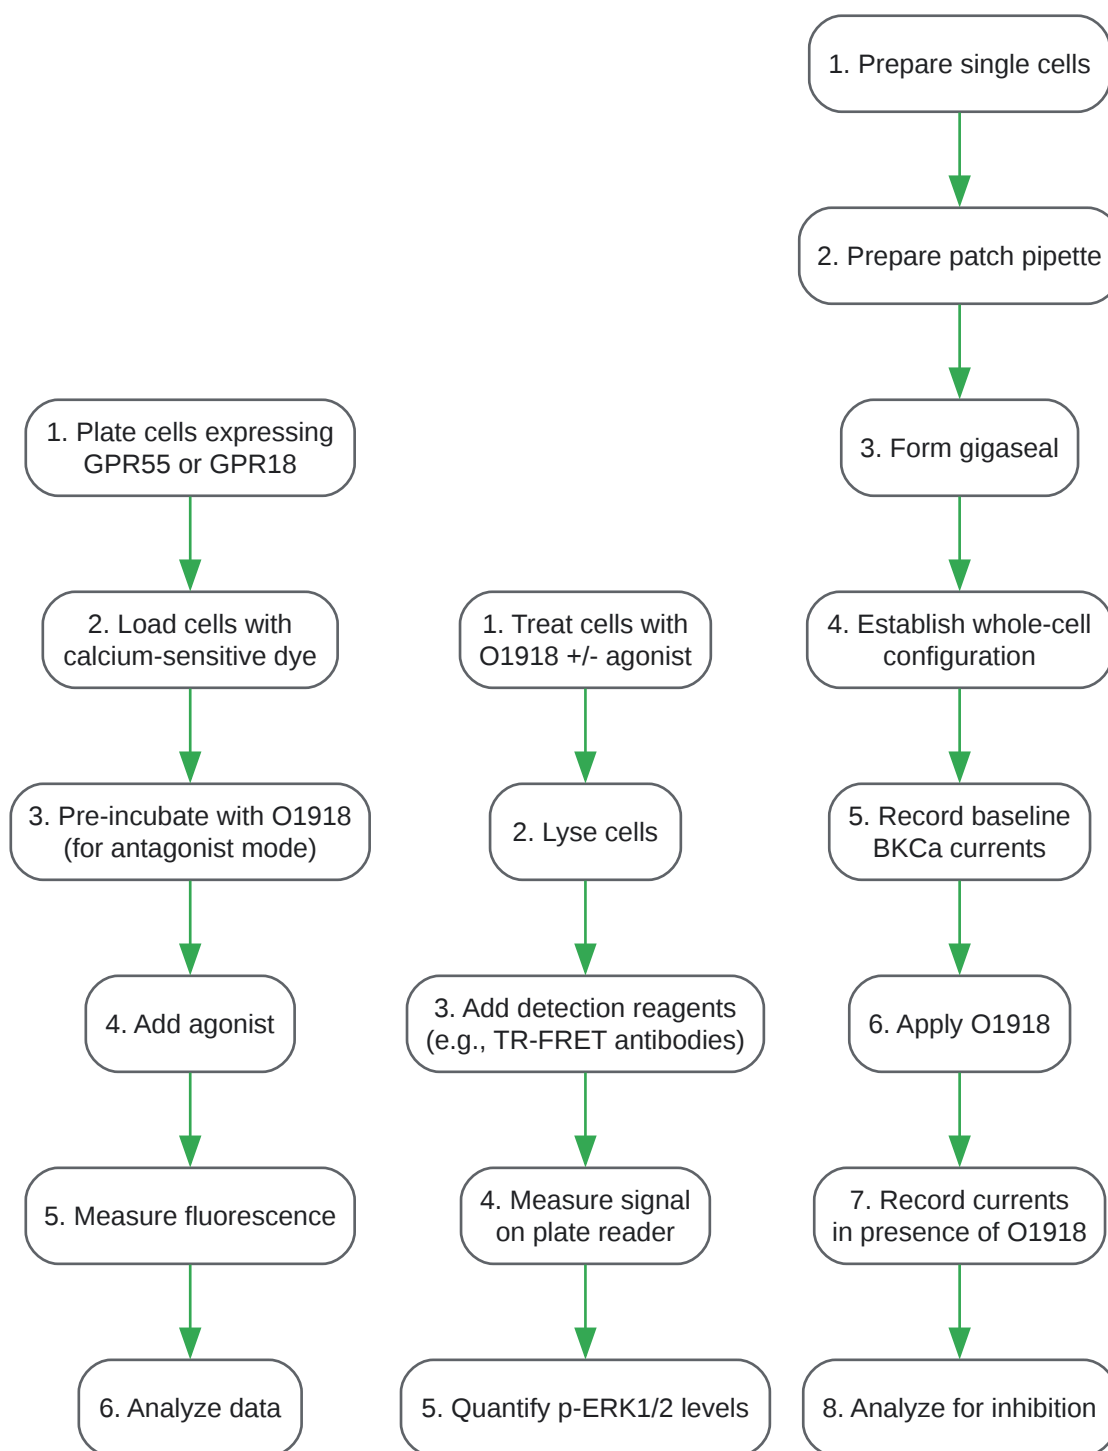 1. Plate cells expressing
GPR55 or GPR18
2. Load cells with
calcium-sensitive dye
3. Pre-incubate with O1918
(for antagonist mode)
4. Add agonist
5. Measure fluorescence
6. Analyze data
1. Treat cells with
O1918 +/- agonist
2. Lyse cells
3. Add detection reagents
(e.g., TR-FRET antibodies)
4. Measure signal
on plate reader
5. Quantify p-ERK1/2 levels
1. Prepare single cells
2. Prepare patch pipette
3. Form gigaseal
4. Establish whole-cell
configuration
5. Record baseline
BKCa currents
6. Apply O1918
7. Record currents
in presence of O1918
8. Analyze for inhibition